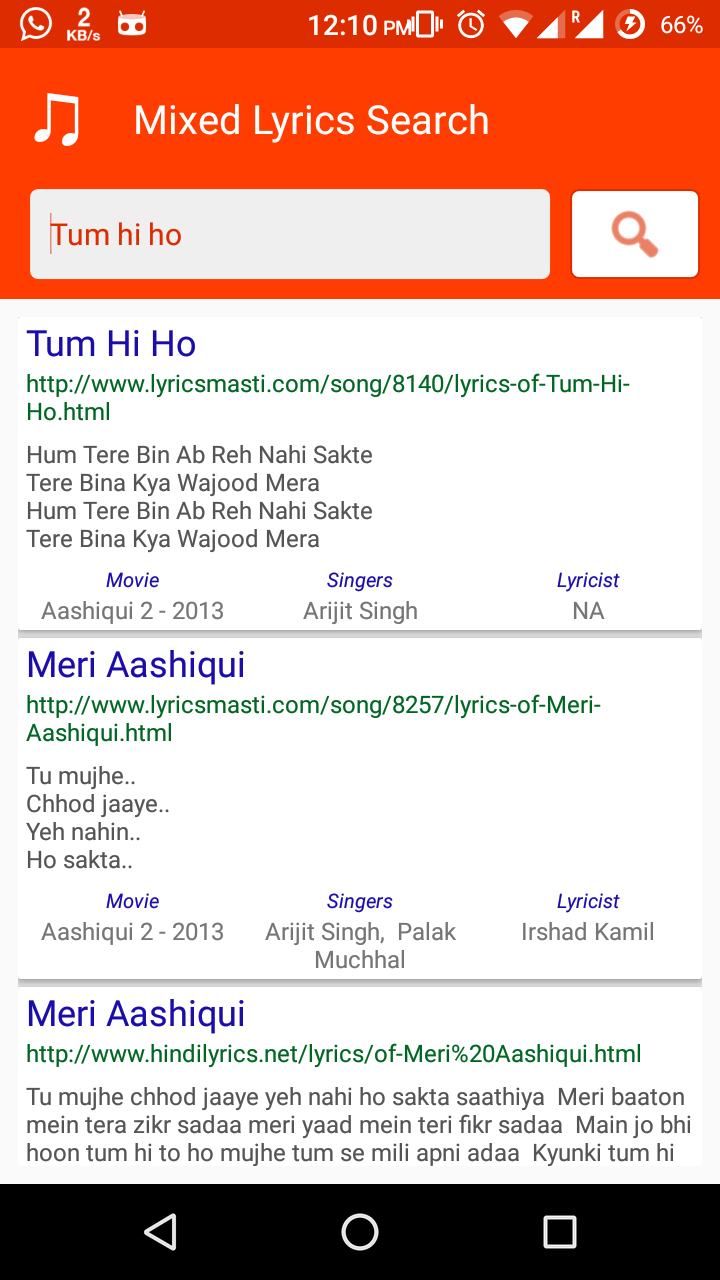 2
KB/s
12:10 PM
R
66%
Mixed Lyrics Search
Tum hi ho
Tum Hi Ho
http://www.lyricsmasti.com/song/8140/lyrics-of-Tum-Hi-
Ho.html
Hum Tere Bin Ab Reh Nahi Sakte
Tere Bina Kya Wajood Mera
Hum Tere Bin Ab Reh Nahi Sakte
Tere Bina Kya Wajood Mera
Movie Singers Lyricist
Aashiqui 2 - 2013 Arijit Singh NA
Meri Aashiqui
http://www.lyricsmasti.com/song/8257/lyrics-of-Meri-
Aashiqui.html
Tu mujhe..
Chhod jaaye..
Yeh nahin..
Ho sakta..
Movie Singers Lyricist
Aashiqui 2 - 2013 Arijit Singh,  Palak Irshad Kamil
Muchhal
Meri Aashiqui
http://www.hindilyrics.net/lyrics/of-Meri%20Aashiqui.html
Tu mujhe chhod jaaye yeh nahi ho sakta saathiya  Meri baaton
mein tera zikr sadaa meri yaad mein teri fikr sadaa  Main jo bhi
hoon tum hi to ho mujhe tum se mili apni adaa  Kyunki tum hi